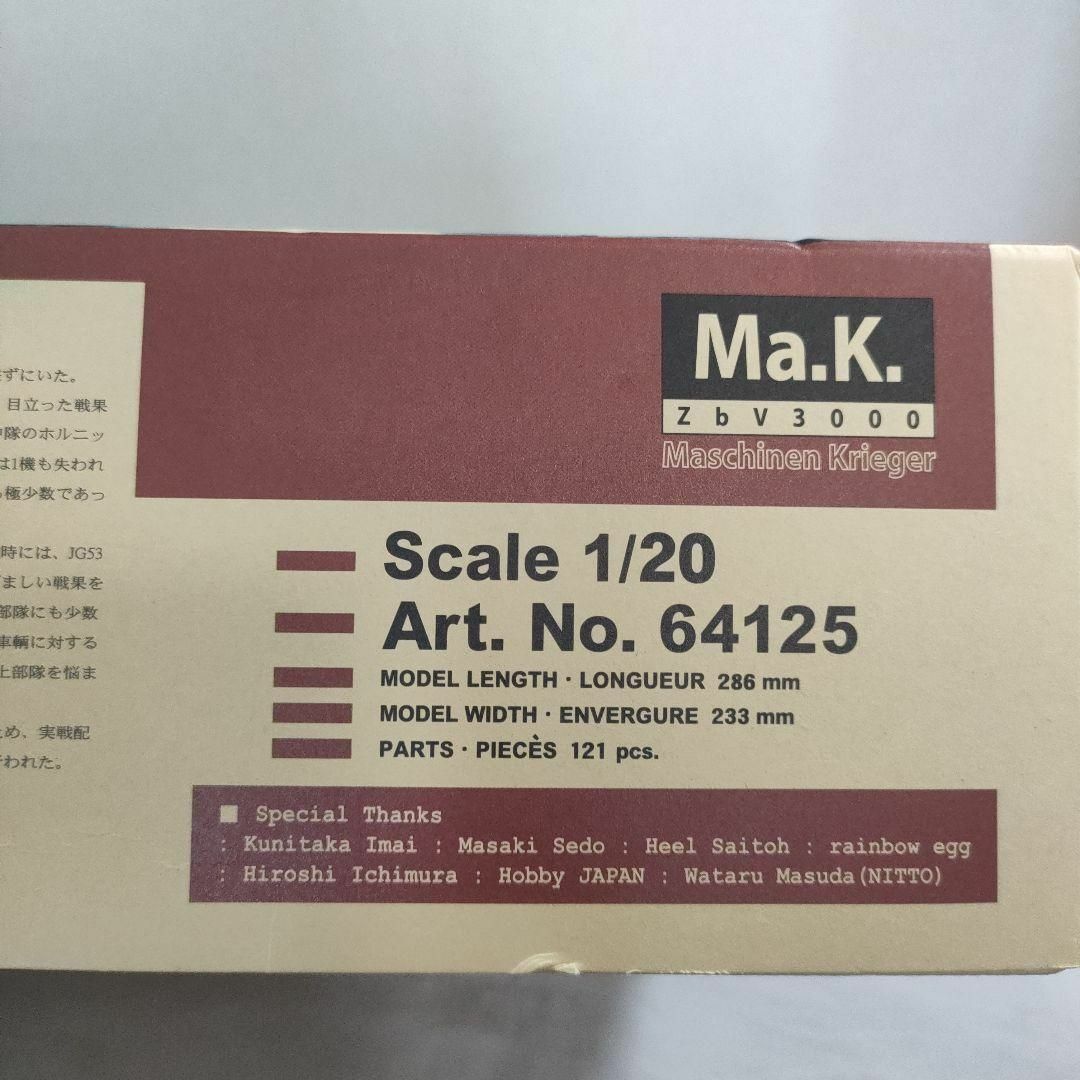 ずにいた。
目立った戦果
隊のホルニッ
は1機も失われ
極少数であっ
時には、JG53
ましい戦果を
部隊にも少数
車輌に対する
上部隊を悩ま
め、実戦配
われた。
Ma.K.
ZbV3000
Maschinen Krieger
Scale 1/20
Art. No. 64125
MODEL LENGTH · LONGUEUR 286 mm
MODEL WIDTH · ENVERGURE 233 mm
PARTS · PIECÈS 121 pcs.
■ Special Thanks
: Kunitaka Imai : Masaki Sedo : Heel Saitoh : rainbow egg
: Hiroshi Ichimura : Hobby JAPAN : Wataru Masuda(NITTO)